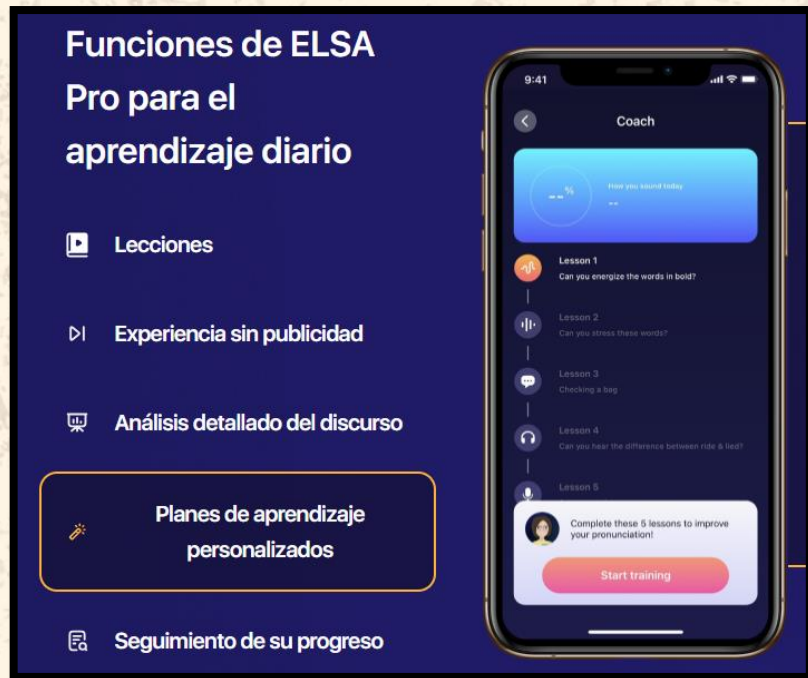 Funciones de ELSA
Pro para el
aprendizaje diario
Lecciones
Experiencia sin publicidad
Análisis detallado del discurso
Planes de aprendizaje
personalizados
Seguimiento de su progreso
9:41
Coach
--%
How you sound today
--
Lesson 1
Can you energize the words in bold?
Lesson 2
Can you stress these words?
Lesson 3
Checking a bag
Lesson 4
Can you hear the difference between ride & lied?
Lesson 5
Complete these 5 lessons to improve
your pronunciation!
Start training